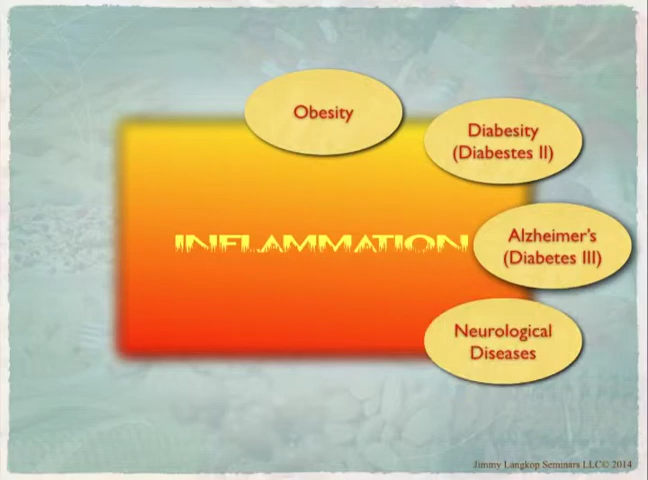 Obesity
Diabesity
(Diabestes II)
INFLAMMATION
Alzheimer's
(Diabetes III)
Neurological
Diseases
Jimmy Langkop Seminars LLC© 2014